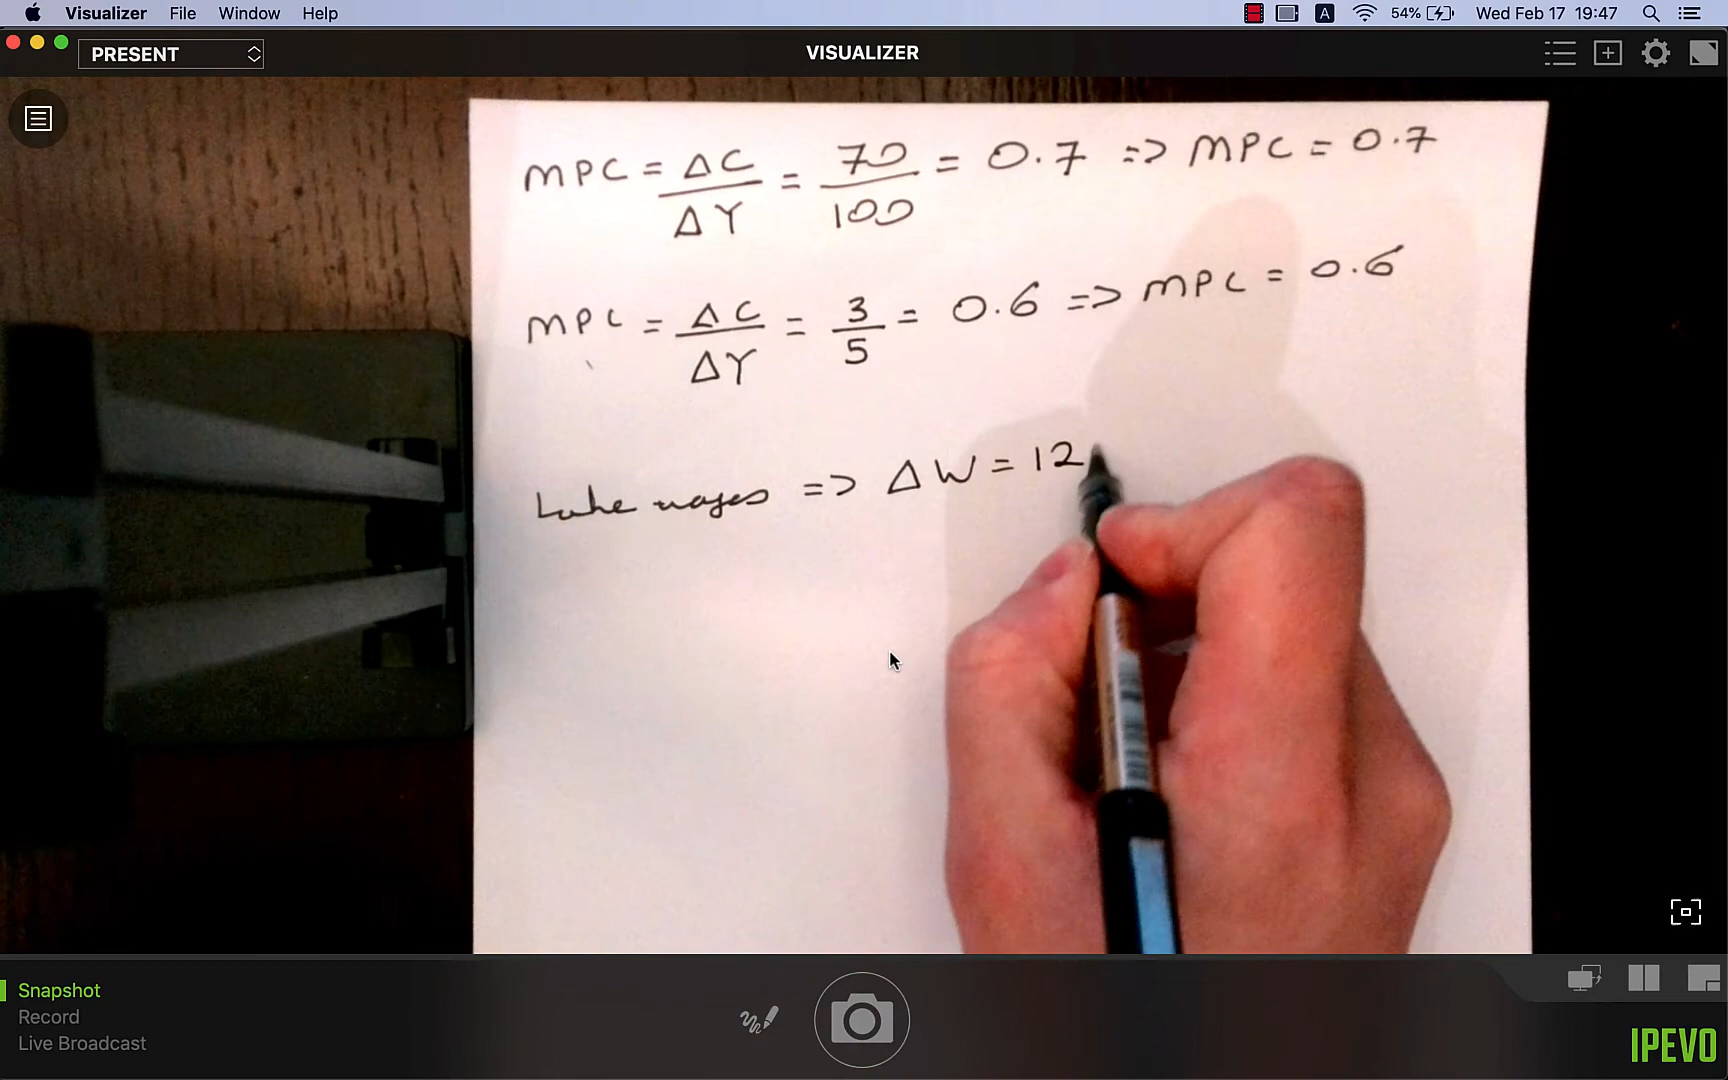 Visualizer File Window Help A 54% Wed Feb 17 19:47
PRESENT VISUALIZER
MPC = ΔC/ΔY = 70/100 = 0.7 => MPC = 0.7
MPC = ΔC/ΔY = 3/5 = 0.6 => MPC = 0.6
Luke wages => ΔW = 12
Snapshot
Record
Live Broadcast
IPEVO